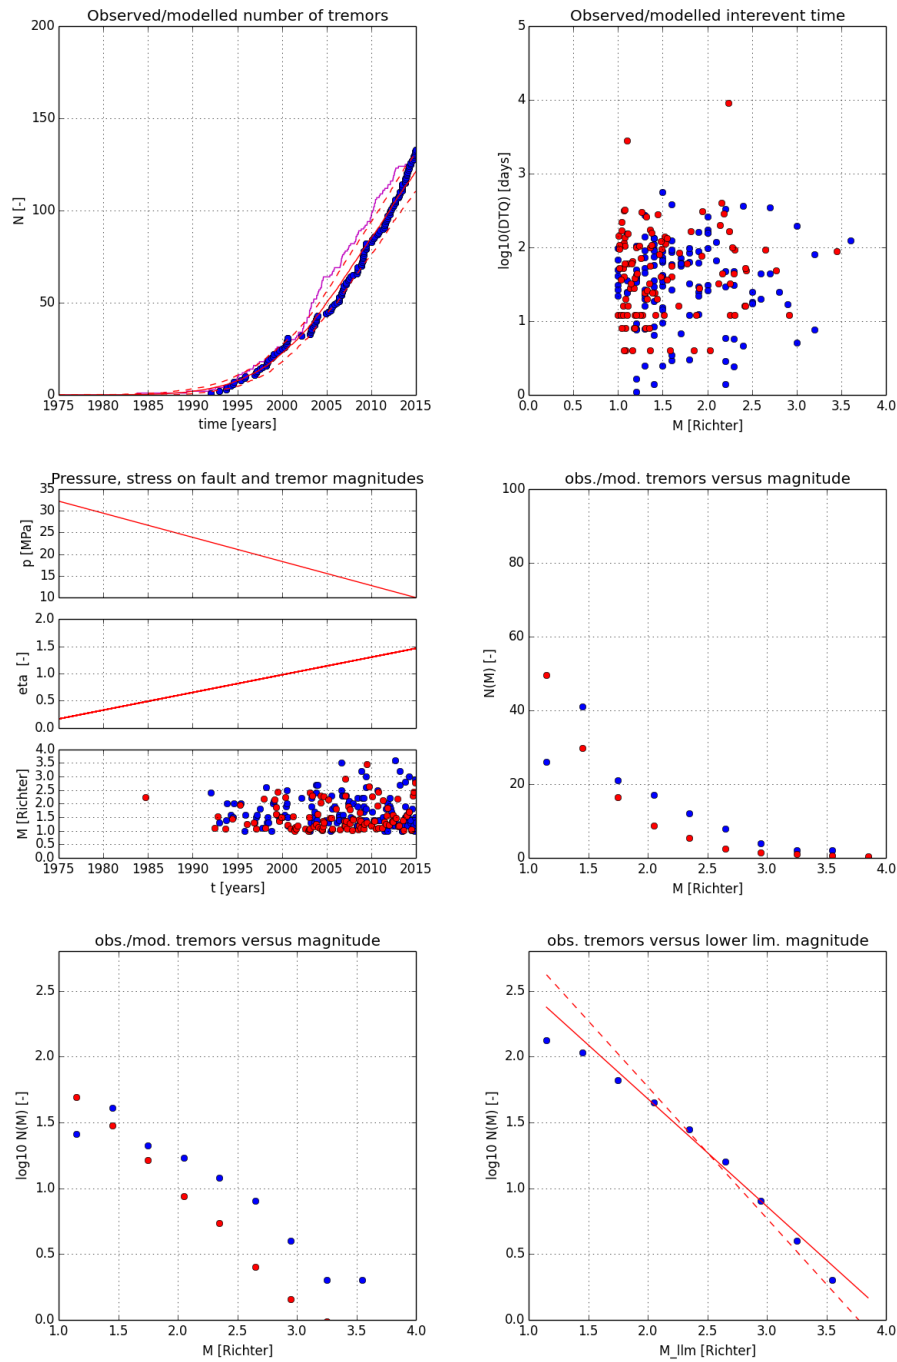 Observed/modelled number of tremors
200
150
100
50
0
N [-]
1975 1980 1985 1990 1995 2000 2005 2010 2015
time [years]
Observed/modelled interevent time
5
4
3
2
1
0
log10(DTQ) [days]
0.0 0.5 1.0 1.5 2.0 2.5 3.0 3.5 4.0
M [Richter]
Pressure, stress on fault and tremor magnitudes
35
30
25
20
15
10
p [MPa]
2.0
1.5
1.0
0.5
0.0
eta [-]
4.0
3.5
3.0
2.5
2.0
1.5
1.0
0.5
0.0
M [Richter]
1975 1980 1985 1990 1995 2000 2005 2010 2015
t [years]
obs./mod. tremors versus magnitude
100
80
60
40
20
0
N(M) [-]
1.0 1.5 2.0 2.5 3.0 3.5 4.0
M [Richter]
obs./mod. tremors versus magnitude
2.5
2.0
1.5
1.0
0.5
0.0
log10 N(M) [-]
1.0 1.5 2.0 2.5 3.0 3.5 4.0
M [Richter]
obs. tremors versus lower lim. magnitude
2.5
2.0
1.5
1.0
0.5
0.0
log10 N(M) [-]
1.0 1.5 2.0 2.5 3.0 3.5 4.0
M_llm [Richter]